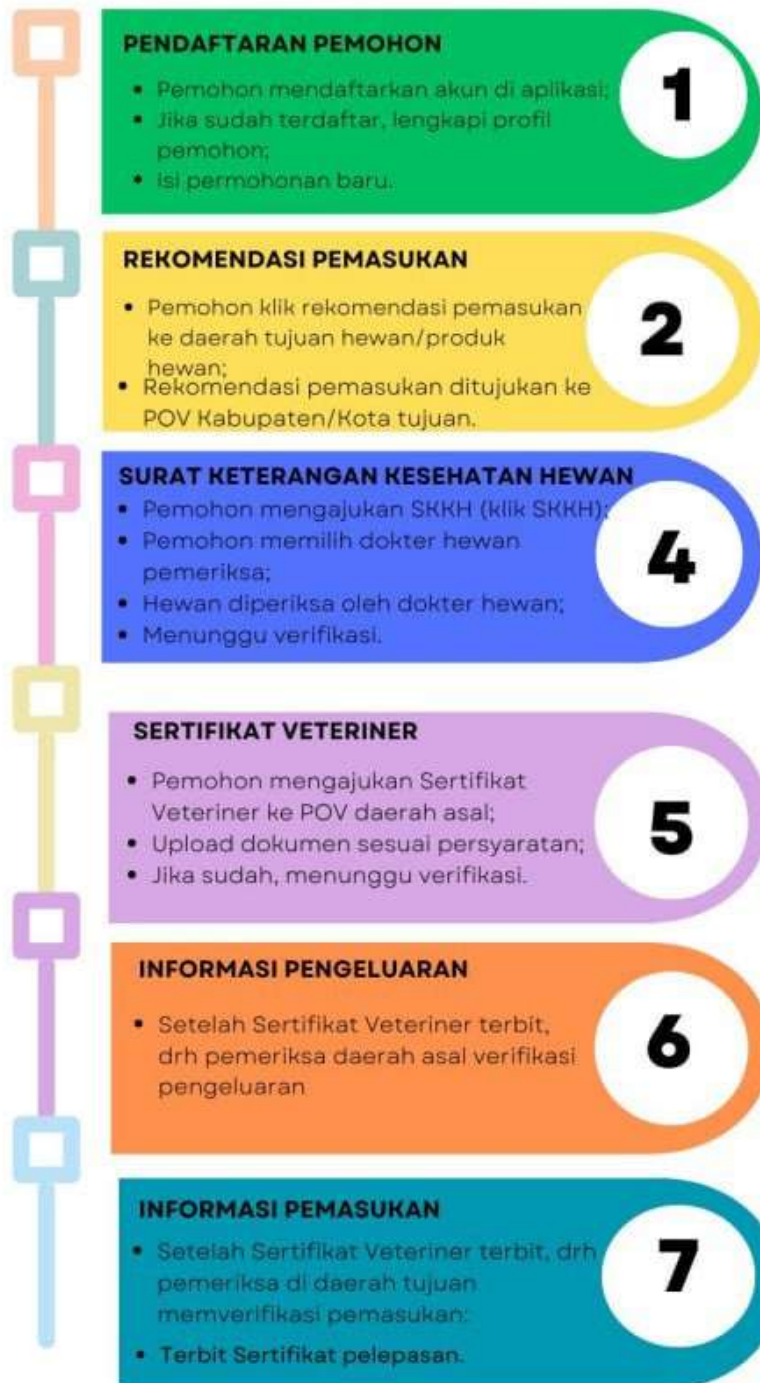 PENDAFTARAN PEMOHON
• Pemohon mendaftarkan akun di aplikasi;
• Jika sudah terdaftar, lengkapi profil
pemohon;
• isi permohonan baru.
1
REKOMENDASI PEMASUKAN
• Pemohon klik rekomendasi pemasukan
ke daerah tujuan hewan/produk
hewan;
• Rekomendasi pemasukan ditujukan ke
POV Kabupaten/Kota tujuan.
2
SURAT KETERANGAN KESEHATAN HEWAN
• Pemohon mengajukan SKKH (klik SKKH);
• Pemohon memilih dokter hewan
pemeriksa;
• Hewan diperiksa oleh dokter hewan;
• Menunggu verifikasi.
4
SERTIFIKAT VETERINER
• Pemohon mengajukan Sertifikat
Veteriner ke POV daerah asal;
• Upload dokumen sesuai persyaratan;
• Jika sudah, menunggu verifikasi.
5
INFORMASI PENGELUARAN
• Setelah Sertifikat Veteriner terbit,
drh pemeriksa daerah asal verifikasi
pengeluaran
6
INFORMASI PEMASUKAN
• Setelah Sertifikat Veteriner terbit, drh
pemeriksa di daerah tujuan
memverifikasi pemasukan:
• Terbit Sertifikat pelepasan.
7